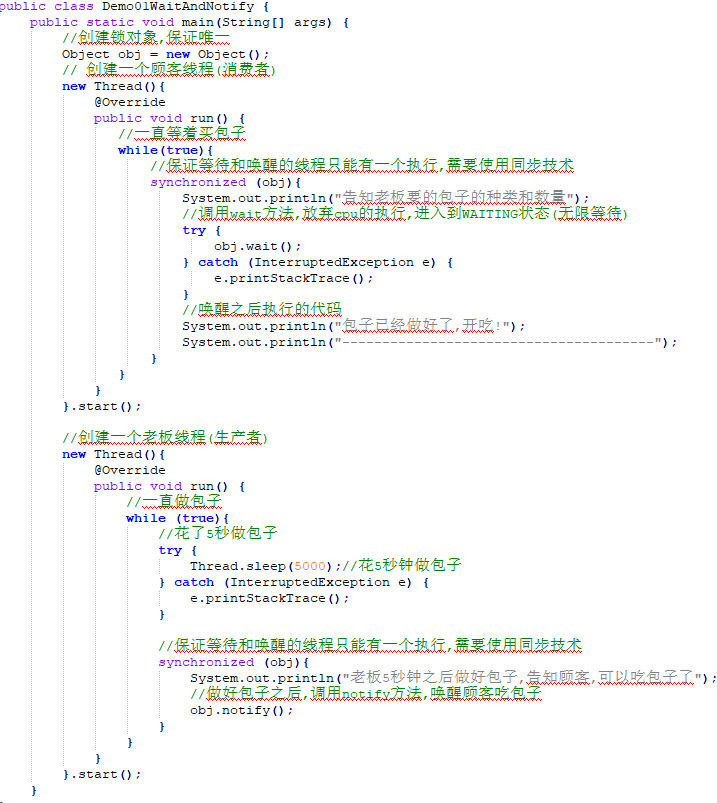 public class Demo01WaitAndNotify {
    public static void main(String[] args) {
        //创建锁对象,保证唯一
        Object obj = new Object();
        // 创建一个顾客线程(消费者)
        new Thread(){
            @Override
            public void run() {
               //一直等着买包子
               while(true){
                   //保证等待和唤醒的线程只能有一个执行,需要使用同步技术
                   synchronized (obj){
                       System.out.println("告知老板要的包子的种类和数量");
                       //调用wait方法,放弃cpu的执行,进入到WAITING状态(无限等待)
                       try {
                           obj.wait();
                       } catch (InterruptedException e) {
                           e.printStackTrace();
                       }
                       //唤醒之后执行的代码
                       System.out.println("包子已经做好了,开吃!");
                       System.out.println("---------------------------------------");
                   }
               }
            }
        }.start();

        //创建一个老板线程(生产者)
        new Thread(){
            @Override
            public void run() {
                //一直做包子
                while (true){
                    //花了5秒做包子
                    try {
                        Thread.sleep(5000);//花5秒钟做包子
                    } catch (InterruptedException e) {
                        e.printStackTrace();
                    }

                    //保证等待和唤醒的线程只能有一个执行,需要使用同步技术
                    synchronized (obj){
                        System.out.println("老板5秒钟之后做好包子,告知顾客,可以吃包子了");
                        //做好包子之后,调用notify方法,唤醒顾客吃包子
                        obj.notify();
                    }
                }
            }
        }.start();
    }